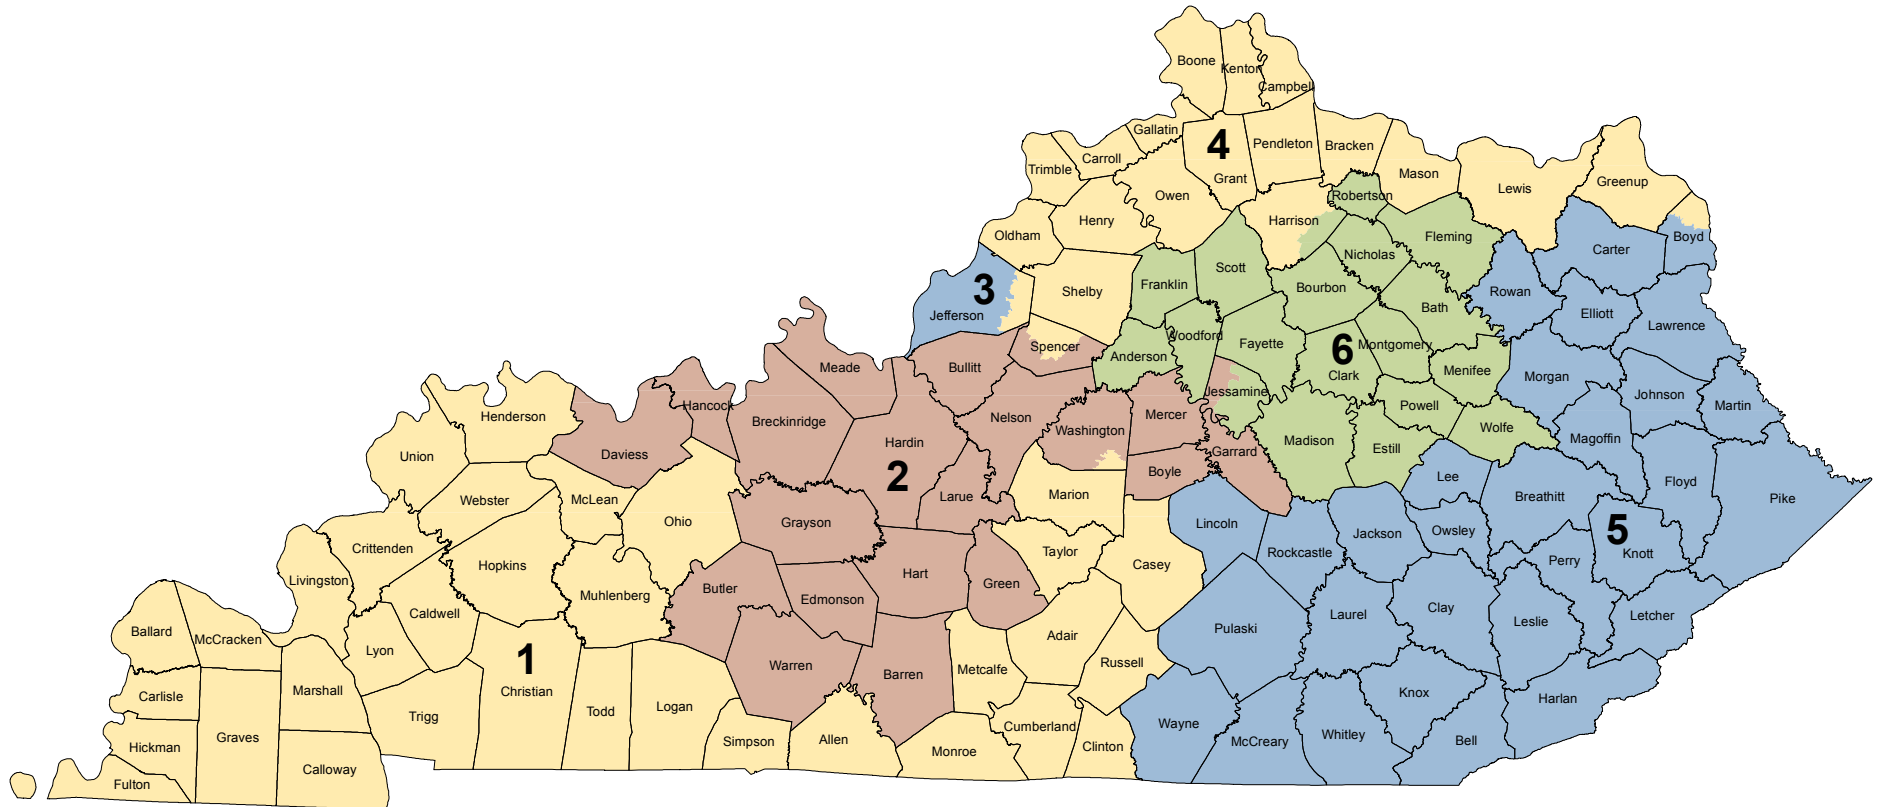 Boone
Kenton
Campbell
Gallatin
4
Pendleton
Bracken
Carroll
Trimble
Grant
Mason
Lewis
Greenup
Owen
Robertson
Henry
Harrison
Oldham
Fleming
Boyd
Carter
Nicholas
Scott
Franklin
Shelby
3
Jefferson
Bourbon
Rowan
Bath
Elliott
Lawrence
Woodford
Fayette
6
Montgomery
Spencer
Anderson
Clark
Menifee
Morgan
Meade
Bullitt
Jessamine
Johnson
Martin
Hancock
Powell
Henderson
Breckinridge
Nelson
Mercer
Washington
Wolfe
Magoffin
Madison
Hardin
Estill
Union
Daviess
Garrard
2
Boyle
Lee
Floyd
Webster
McLean
Larue
Marion
Breathitt
Pike
Ohio
Grayson
Lincoln
Jackson
Owsley
5
Crittenden
Taylor
Rockcastle
Knott
Hopkins
Casey
Perry
Livingston
Hart
Green
Butler
Muhlenberg
Edmonson
Caldwell
Clay
Laurel
Letcher
Leslie
Ballard
McCracken
Adair
Pulaski
Lyon
1
Warren
Metcalfe
Russell
Barren
Marshall
Christian
Carlisle
Knox
Harlan
Trigg
Todd
Logan
Cumberland
Wayne
Graves
Simpson
Allen
Whitley
McCreary
Bell
Hickman
Monroe
Clinton
Calloway
Fulton